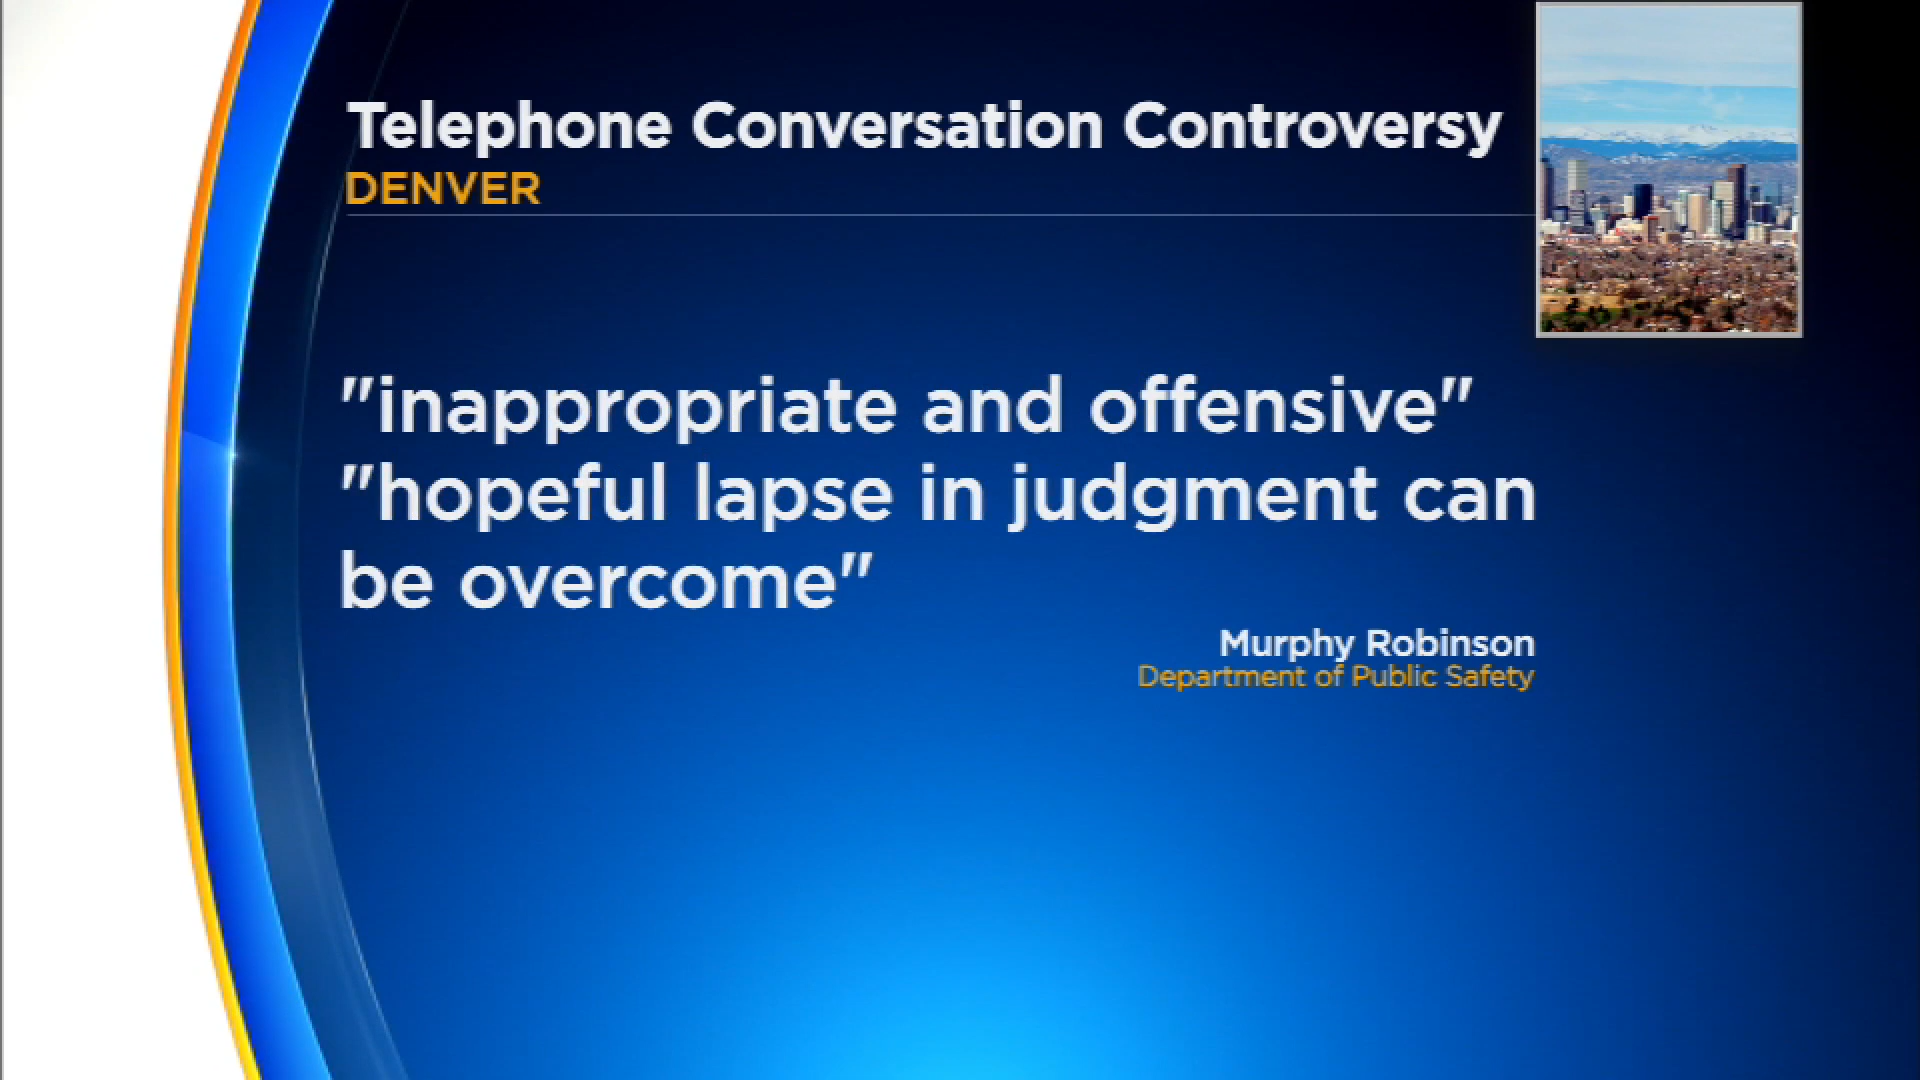 Telephone Conversation Controversy
DENVER
"inappropriate and offensive"
"hopeful lapse in judgment can
be overcome"
Murphy Robinson
Department of Public Safety